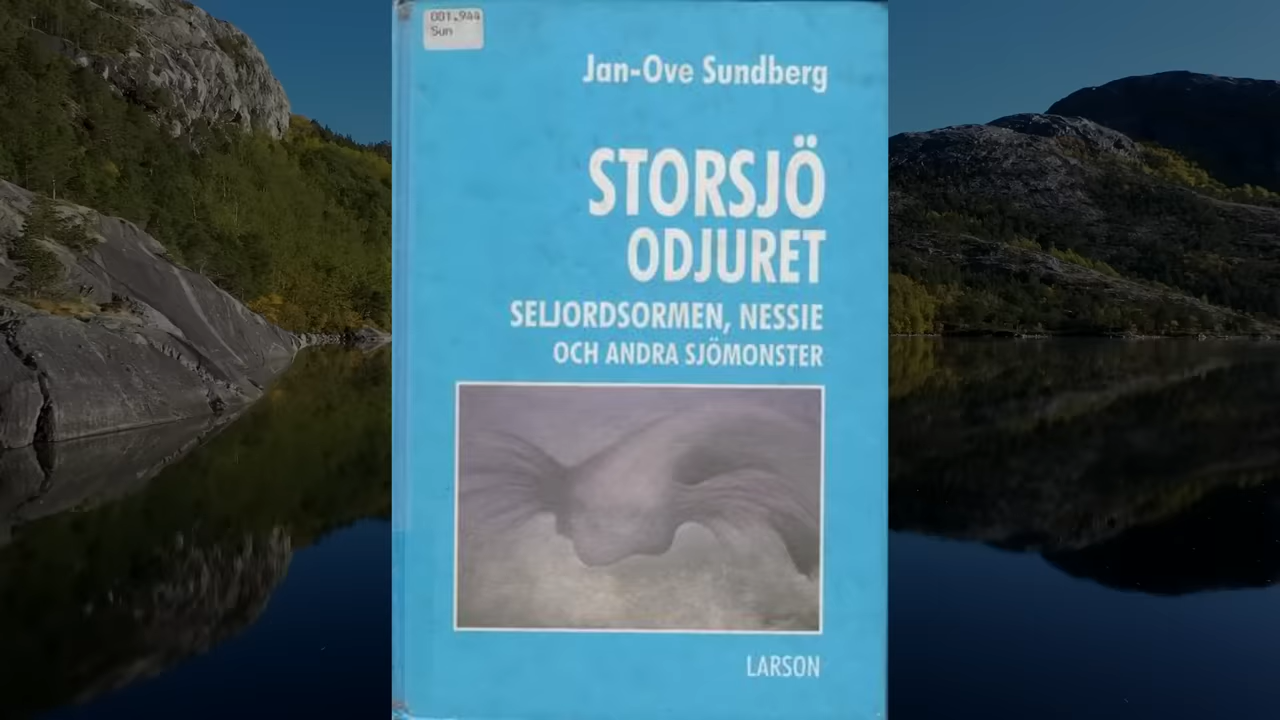 001.944
Sun
Jan-Ove Sundberg
STORSJÖ
ODJURET
SELJORDSORMEN, NESSIE
OCH ANDRA SJÖMONSTER
LARSON